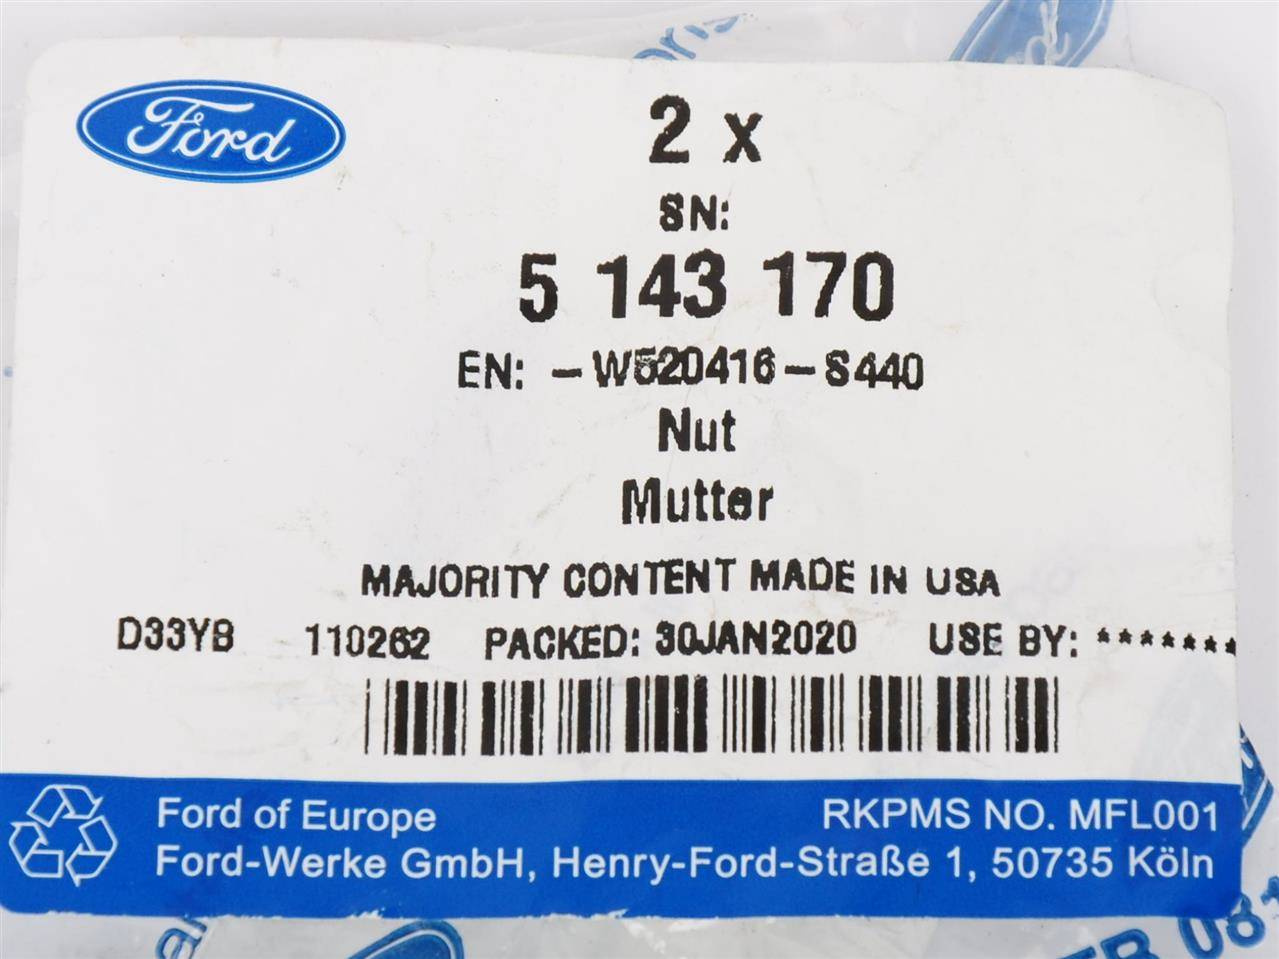 Ford
2 x
SN:
5 143 170
EN: -W520416-S440
Nut
Mutter
MAJORITY CONTENT MADE IN USA
D33YB 110262 PACKED: 30JAN2020 USE BY: *******
Ford of Europe RKPMS NO. MFL001
Ford-Werke GmbH, Henry-Ford-Straße 1, 50735 Köln